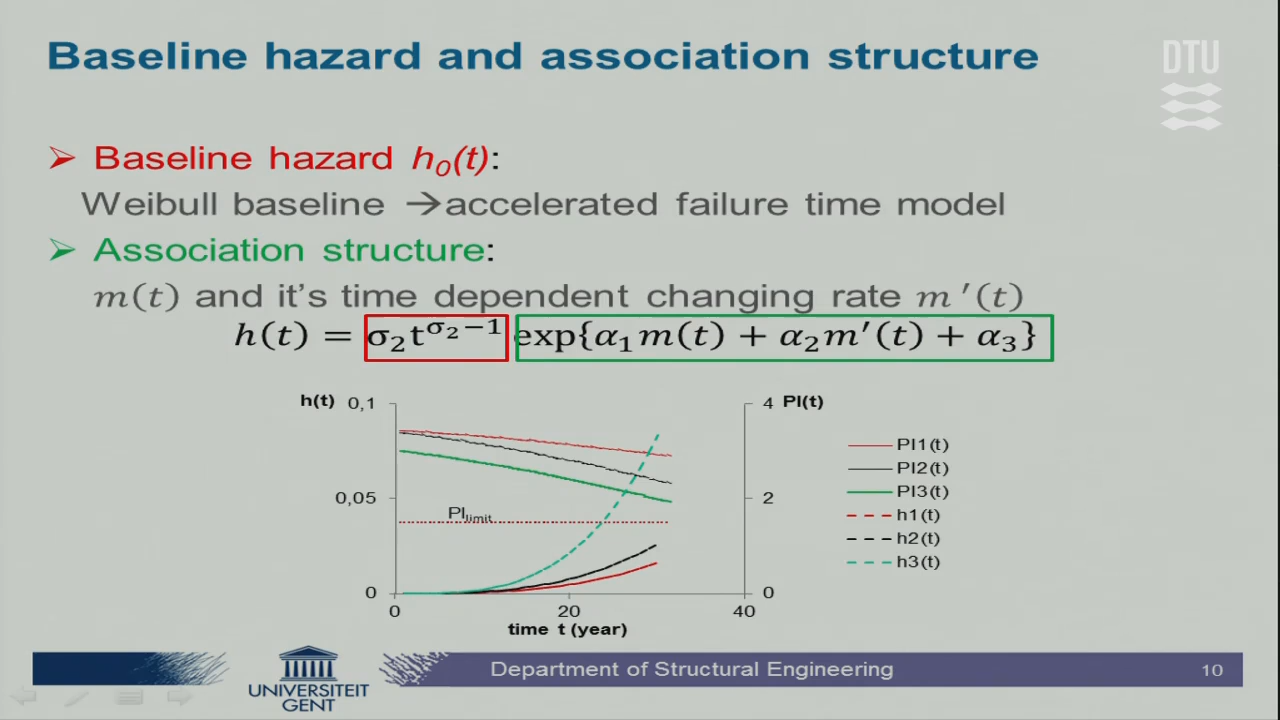 Baseline hazard and association structure
DTU
➢ Baseline hazard h₀(t):
Weibull baseline →accelerated failure time model
➢ Association structure:
m(t) and it's time dependent changing rate m′(t)
h(t) = σ₂t^(σ₂−1) exp{α₁m(t) + α₂m′(t) + α₃}
h(t) 0,1
4 PI(t)
0,05
2
0
0
PIlimit
0 20 40
time t (year)
PI1(t)
PI2(t)
PI3(t)
h1(t)
h2(t)
h3(t)
UNIVERSITEIT
GENT
Department of Structural Engineering
10